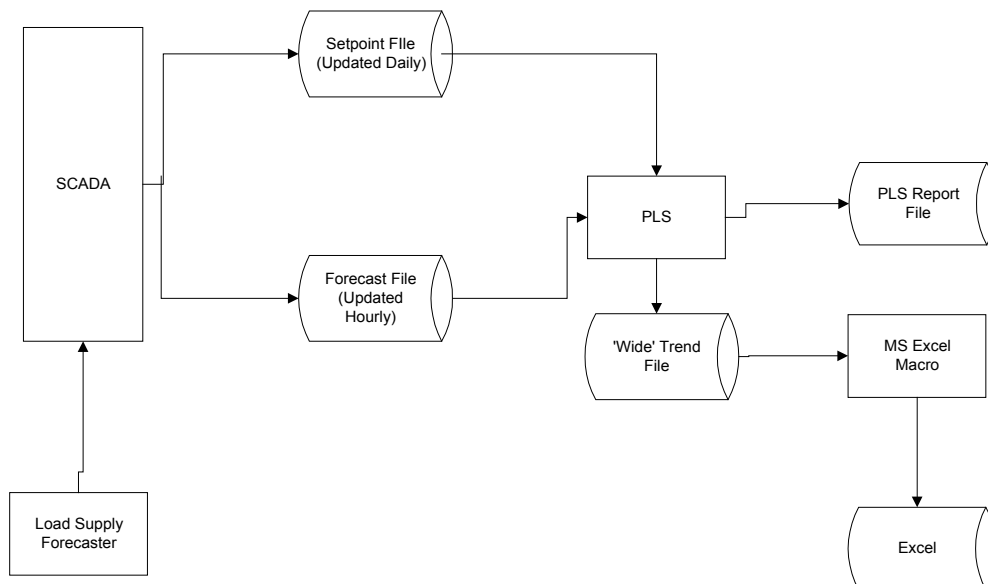 Setpoint FIle
(Updated Daily)
SCADA
PLS
PLS Report
File
Forecast File
(Updated
Hourly)
'Wide' Trend
File
MS Excel
Macro
Load Supply
Forecaster
Excel